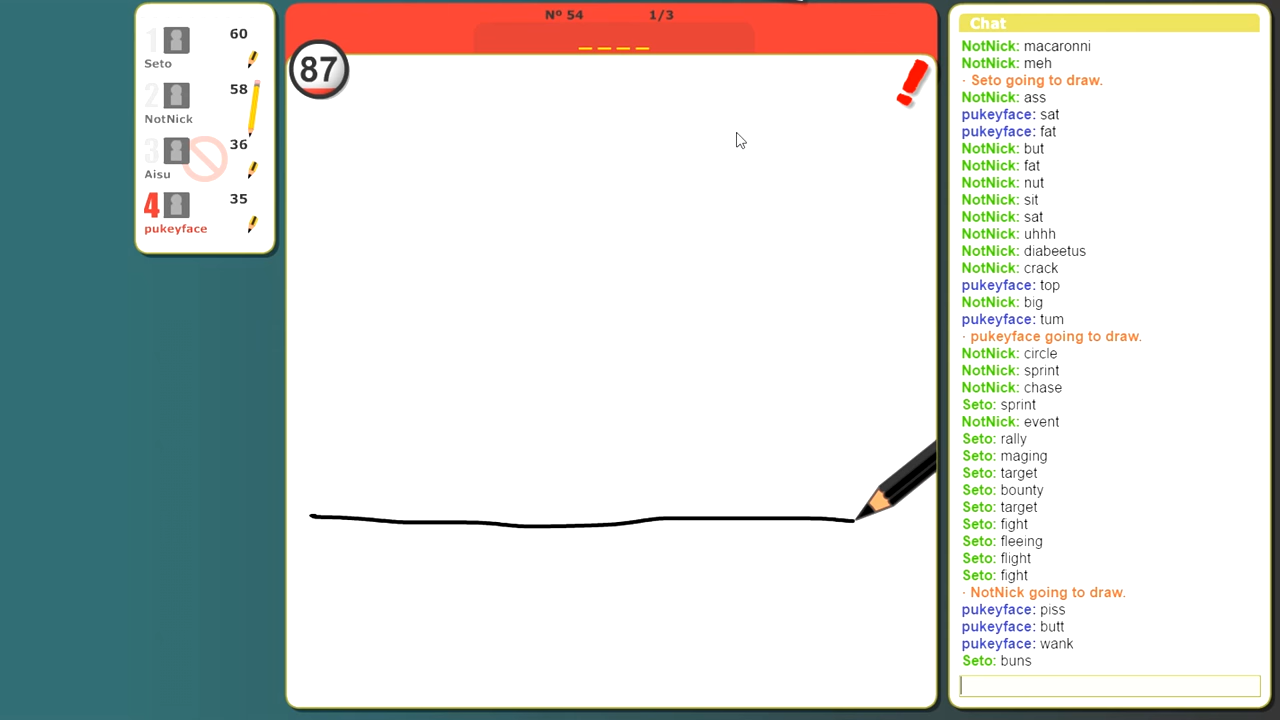 1
60
Seto
2
58
NotNick
3
36
Aisu
4
35
pukeyface
Nº 54
1/3
_ _ _ _
87
!
Chat
NotNick: macaronni
NotNick: meh
· Seto going to draw.
NotNick: ass
pukeyface: sat
pukeyface: fat
NotNick: but
NotNick: fat
NotNick: nut
NotNick: sit
NotNick: sat
NotNick: uhhh
NotNick: diabeetus
NotNick: crack
pukeyface: top
NotNick: big
pukeyface: tum
· pukeyface going to draw.
NotNick: circle
NotNick: sprint
NotNick: chase
Seto: sprint
NotNick: event
Seto: rally
Seto: maging
Seto: target
Seto: bounty
Seto: target
Seto: fight
Seto: fleeing
Seto: flight
Seto: fight
· NotNick going to draw.
pukeyface: piss
pukeyface: butt
pukeyface: wank
Seto: buns